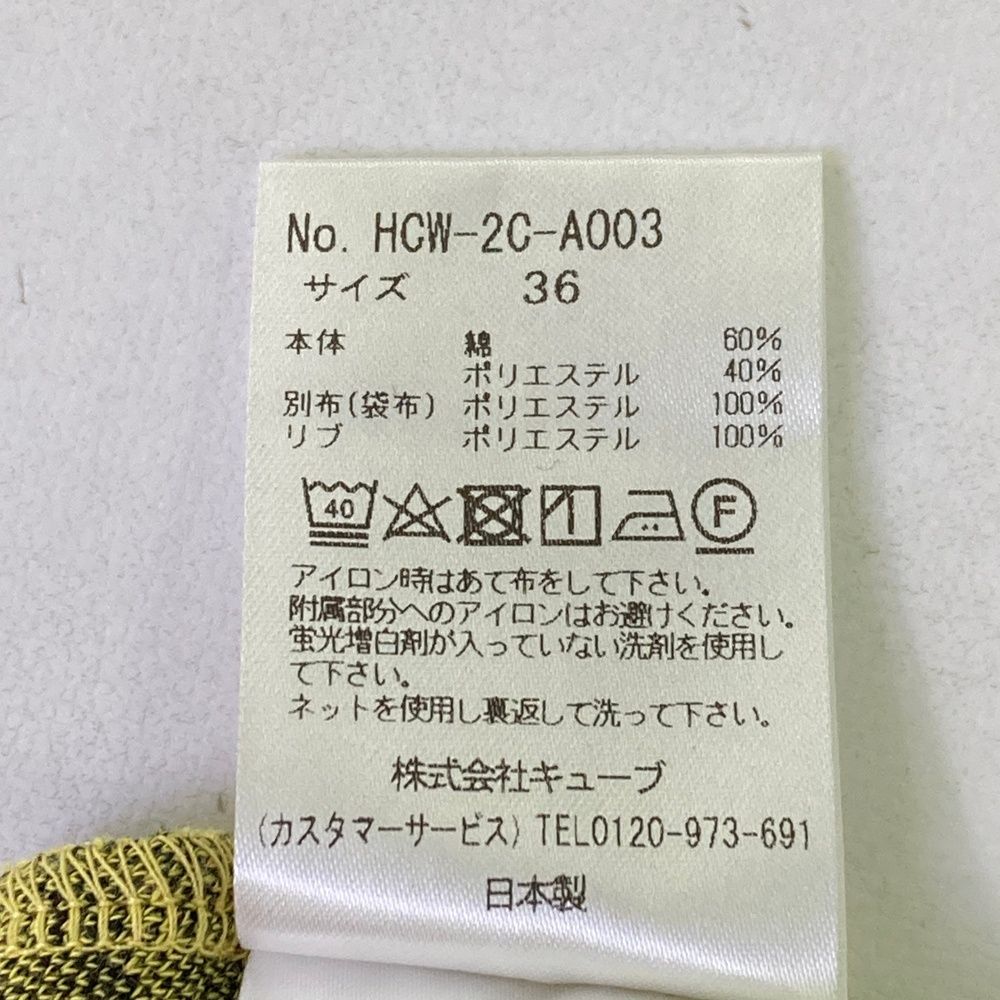 No. HCW-2C-A003
サイズ 36
本体 綿 60%
ポリエステル 40%
別布(袋布) ポリエステル 100%
リブ ポリエステル 100%
40 F
アイロン時はあて布をして下さい。
附属部分へのアイロンはお避けください。
蛍光増白剤が入っていない洗剤を使用し
て下さい。
ネットを使用し裏返して洗って下さい。
株式会社キューブ
(カスタマーサービス) TEL0120-973-691
日本製